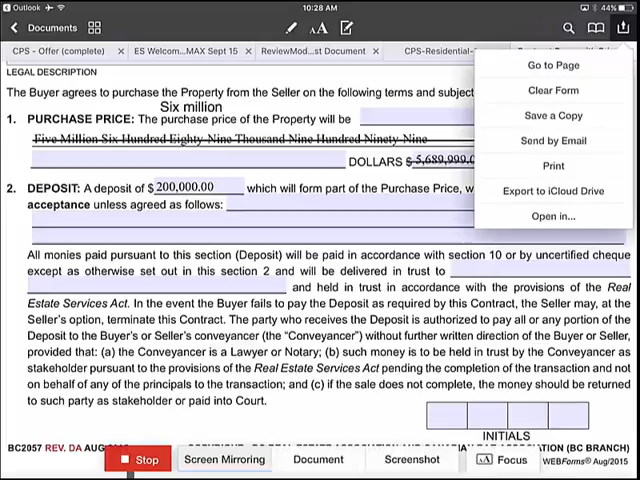 Outlook
10:28 AM
44%
Documents
AA
CPS - Offer (complete) ×
ES Welcom...MAX Sept 15 ×
ReviewMod...st Document ×
CPS-Residential-
LEGAL DESCRIPTION
The Buyer agrees to purchase the Property from the Seller on the following terms and subject
Six million
1. PURCHASE PRICE: The purchase price of the Property will be
Five Million Six Hundred Eighty-Nine Thousand Nine Hundred Ninety-Nine
DOLLARS $ 5,689,999.0
2. DEPOSIT: A deposit of $ 200,000.00 which will form part of the Purchase Price, w
acceptance unless agreed as follows:
Go to Page
Clear Form
Save a Copy
Send by Email
Print
Export to iCloud Drive
Open in...
All monies paid pursuant to this section (Deposit) will be paid in accordance with section 10 or by uncertified cheque
except as otherwise set out in this section 2 and will be delivered in trust to
and held in trust in accordance with the provisions of the Real
Estate Services Act. In the event the Buyer fails to pay the Deposit as required by this Contract, the Seller may, at the
Seller's option, terminate this Contract. The party who receives the Deposit is authorized to pay all or any portion of the
Deposit to the Buyer's or Seller's conveyancer (the “Conveyancer”) without further written direction of the Buyer or Seller,
provided that: (a) the Conveyancer is a Lawyer or Notary; (b) such money is to be held in trust by the Conveyancer as
stakeholder pursuant to the provisions of the Real Estate Services Act pending the completion of the transaction and not
on behalf of any of the principals to the transaction; and (c) if the sale does not complete, the money should be returned
to such party as stakeholder or paid into Court.
INITIALS
BC2057 REV. DA AUG
ASSOCIATION (BC BRANCH)
WEBForms® Aug/2015
Stop
Screen Mirroring
Document
Screenshot
AA Focus